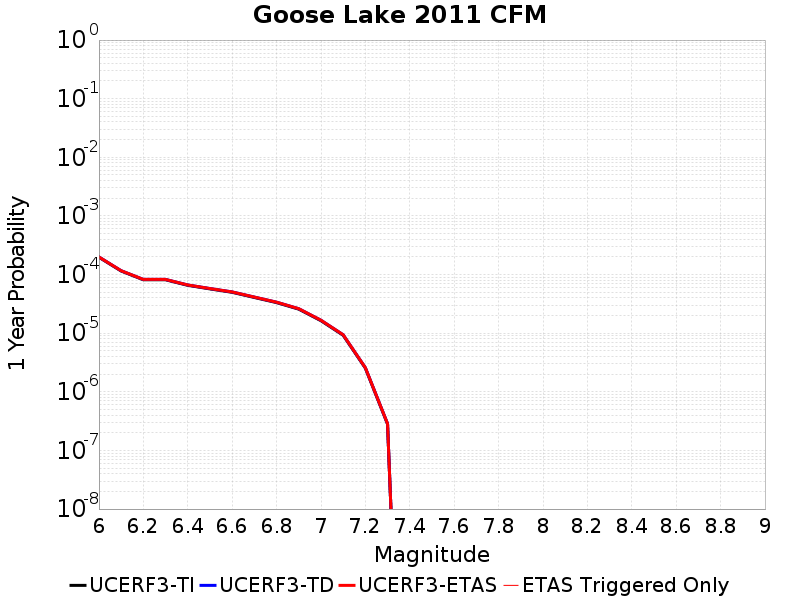 Goose Lake 2011 CFM
1 Year Probability
10^0
10^-1
10^-2
10^-3
10^-4
10^-5
10^-6
10^-7
10^-8
6 6.2 6.4 6.6 6.8 7 7.2 7.4 7.6 7.8 8 8.2 8.4 8.6 8.8 9
Magnitude
UCERF3-TI UCERF3-TD UCERF3-ETAS ETAS Triggered Only